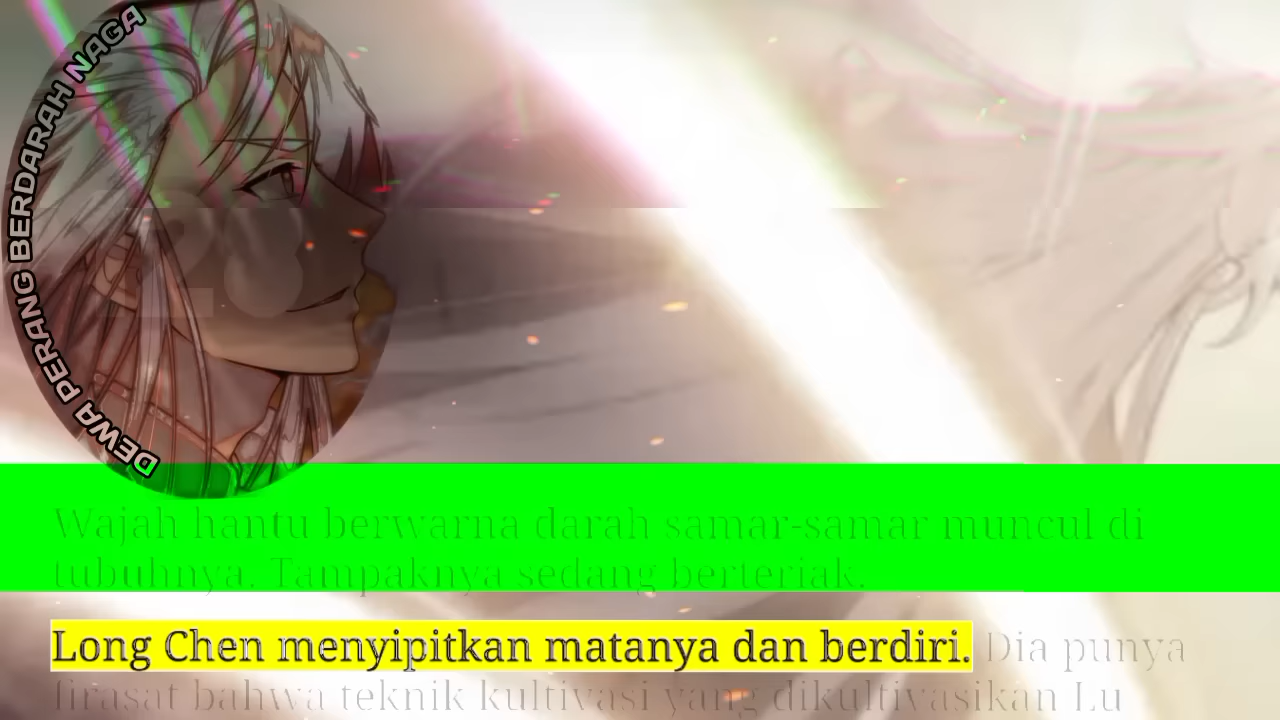 DEWA PERANG BERDARAH NAGA
Wajah hantu berwarna darah samar-samar muncul di
tubuhnya. Tampaknya sedang berteriak.
Long Chen menyipitkan matanya dan berdiri. Dia punya
firasat bahwa teknik kultivasi yang dikultivasikan Lu